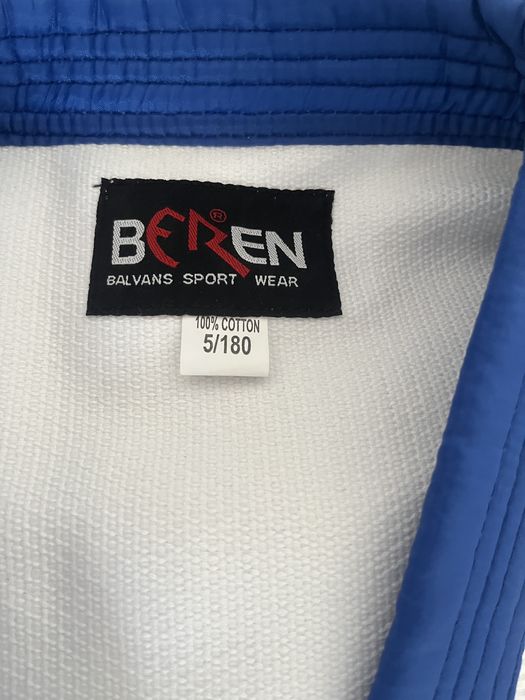 BEREN®
BALVANS SPORT WEAR
100% COTTON
5/180